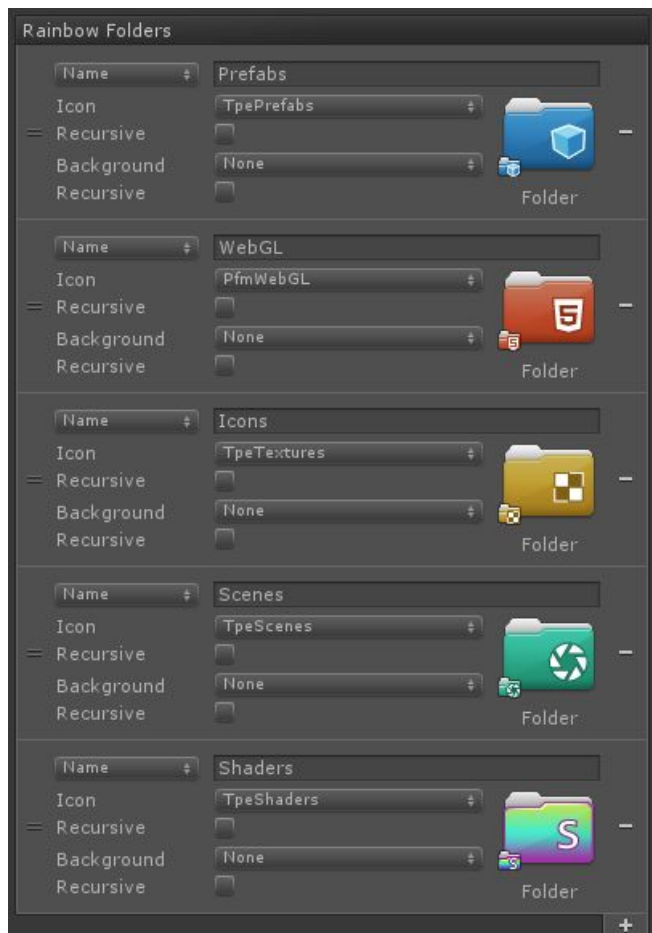 Rainbow Folders
Name Prefabs
Icon TpePrefabs
Recursive
Background None
Recursive
Folder
Name WebGL
Icon PfmWebGL
Recursive
Background None
Recursive
Folder
Name Icons
Icon TpeTextures
Recursive
Background None
Recursive
Folder
Name Scenes
Icon TpeScenes
Recursive
Background None
Recursive
Folder
Name Shaders
Icon TpeShaders
Recursive
S
Background None
Recursive
Folder